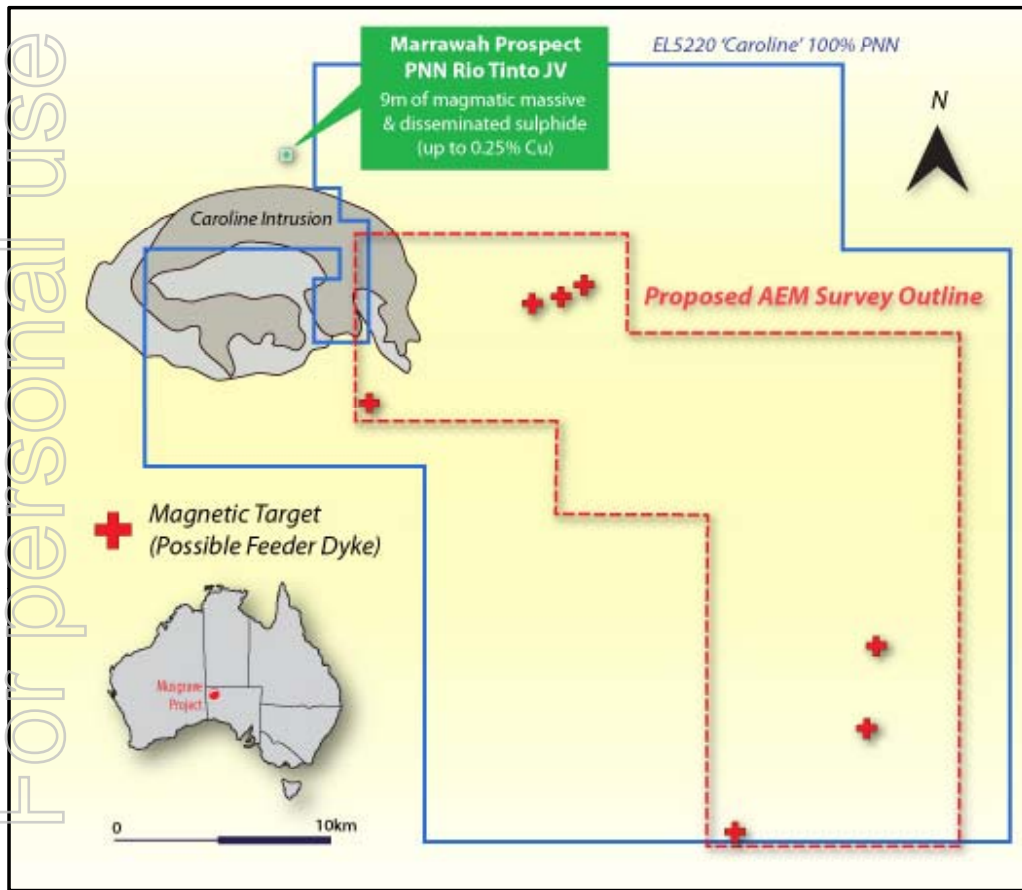 For personal use
Marrawah Prospect
PNN Rio Tinto JV
9m of magmatic massive
& disseminated sulphide
(up to 0.25% Cu)
EL5220 'Caroline' 100% PNN
N
Caroline Intrusion
Proposed AEM Survey Outline
Magnetic Target
(Possible Feeder Dyke)
Musgrave
Project
0
10km